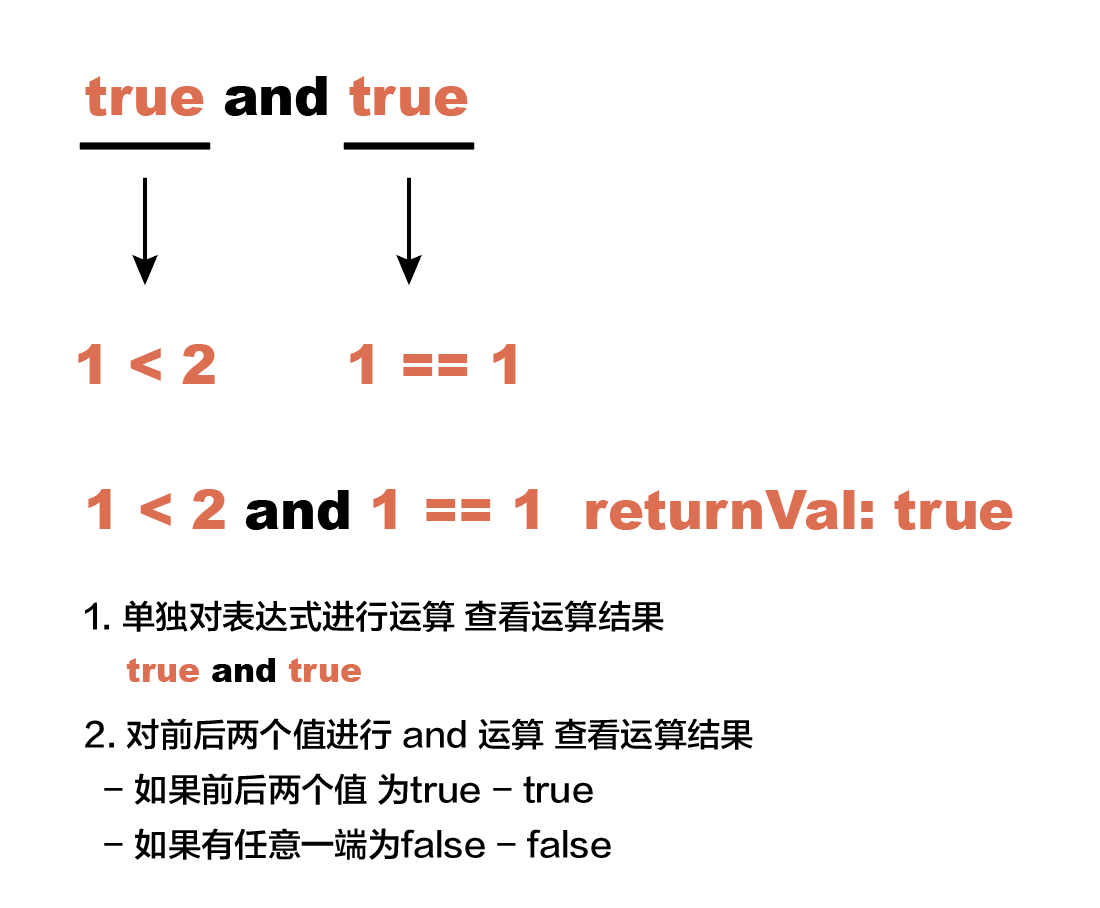 true and true
1 < 2 1 == 1
1 < 2 and 1 == 1 returnVal: true
1. 单独对表达式进行运算 查看运算结果
true and true
2. 对前后两个值进行 and 运算 查看运算结果
– 如果前后两个值 为true – true
– 如果有任意一端为false – false